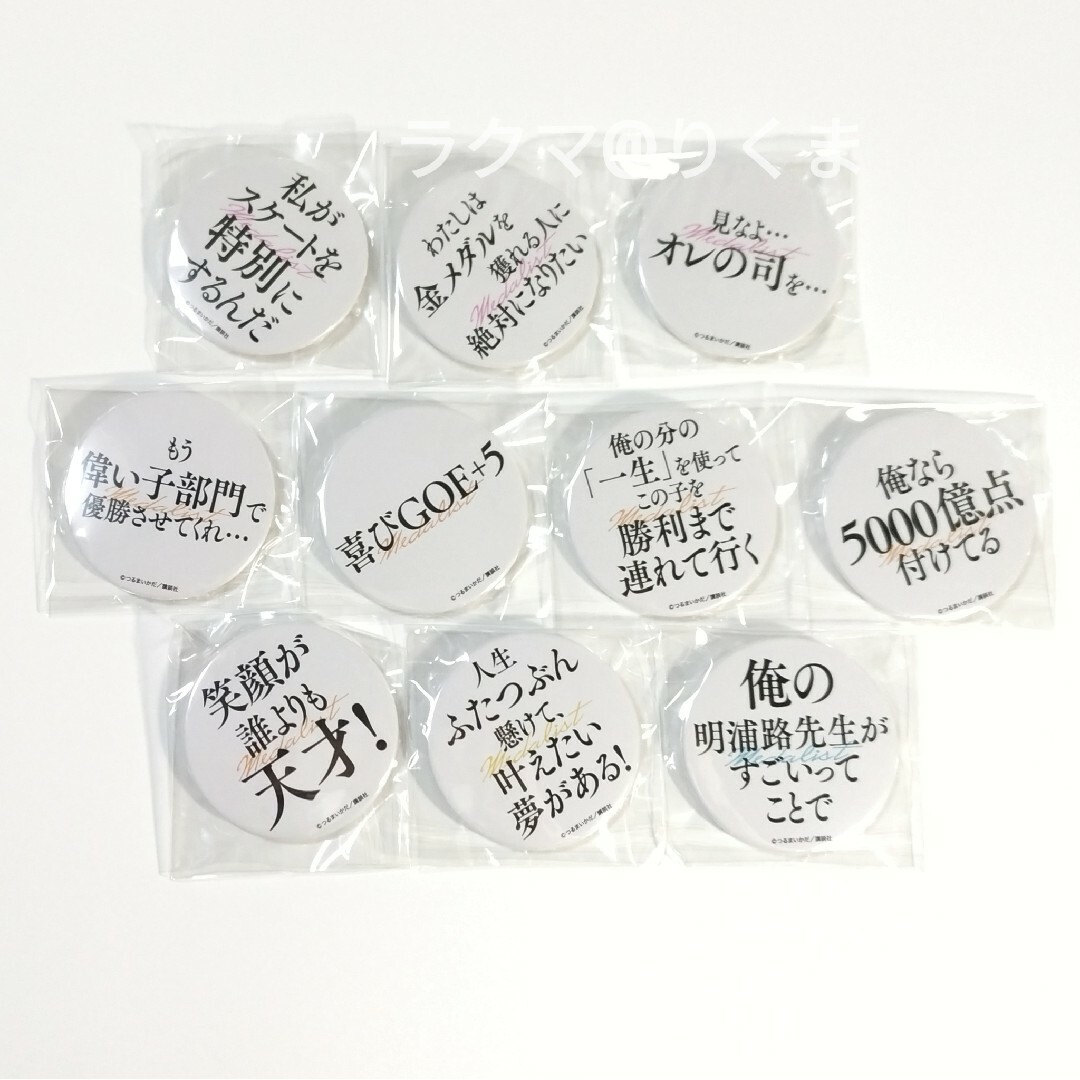 ラクマ@りくま
私が
スケートを
特別に
するんだ
Medalist
©つるまいかだ/講談社
わたしは
金メダルを
獲れる人に
絶対になりたい
Medalist
©つるまいかだ/講談社
見なよ…
オレの司を…
Medalist
©つるまいかだ/講談社
もう
偉い子部門で
優勝させてくれ…
Medalist
©つるまいかだ/講談社
喜びGOE+5
Medalist
©つるまいかだ/講談社
俺の分の
「一生」を使って
この子を
勝利まで
連れて行く
Medalist
©つるまいかだ/講談社
俺なら
5000億点
付けてる
Medalist
©つるまいかだ/講談社
笑顔が
誰よりも
天才!
Medalist
©つるまいかだ/講談社
人生
ふたつぶん
懸けて、
叶えたい
夢がある!
Medalist
©つるまいかだ/講談社
俺の
明浦路先生が
すごいって
ことで
Medalist
©つるまいかだ/講談社